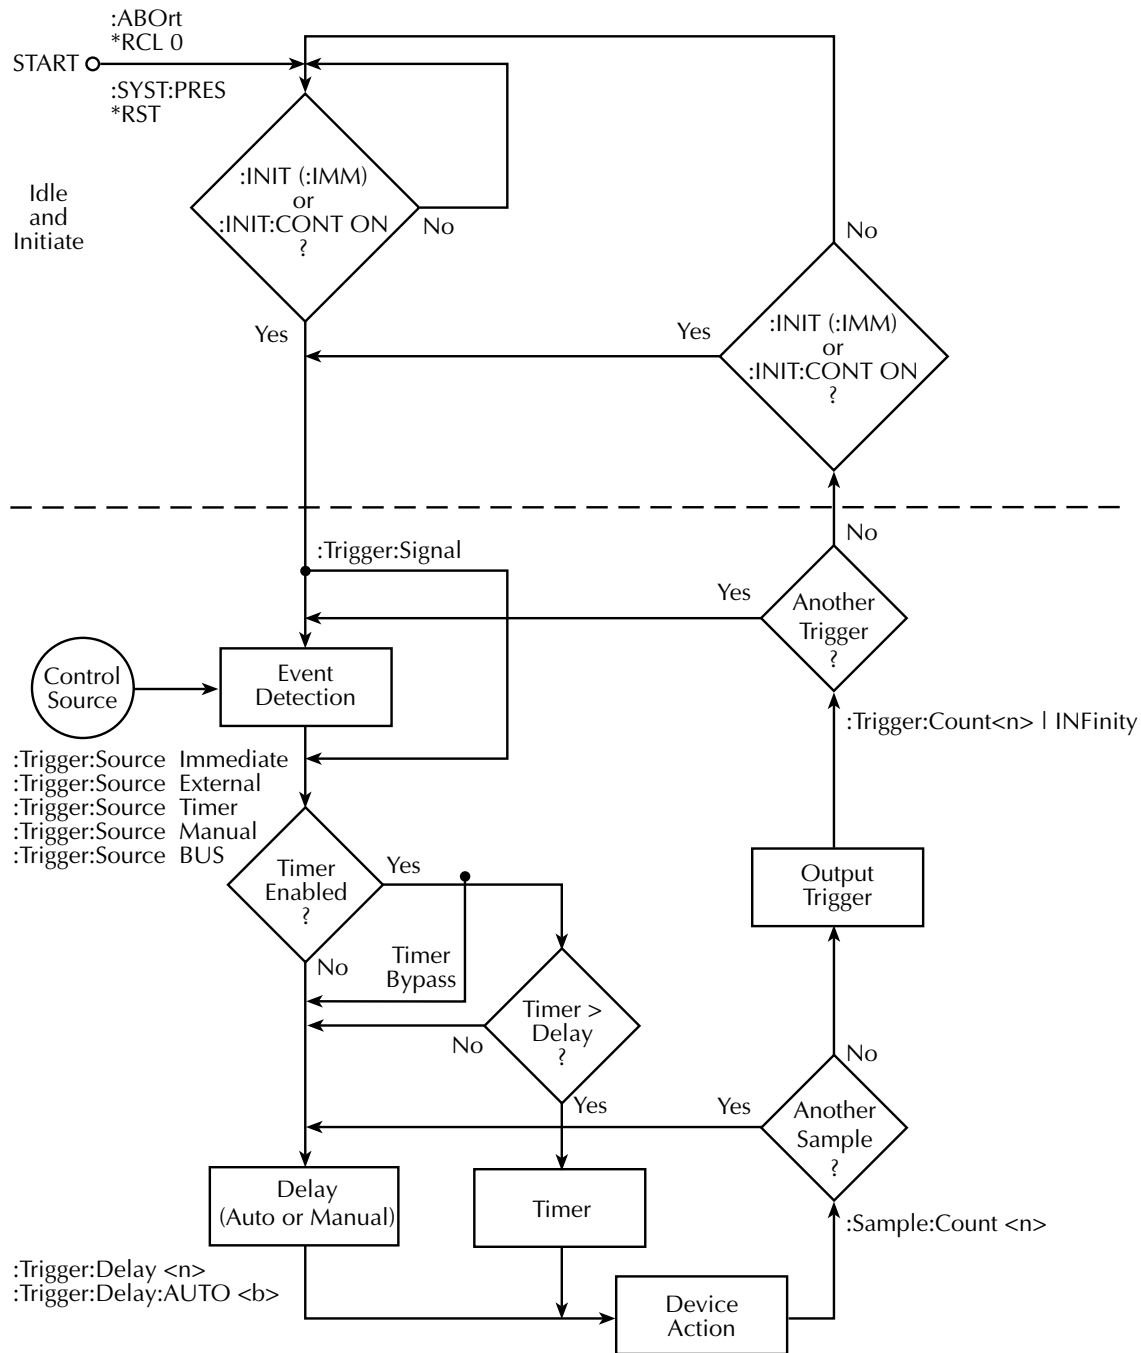 :ABOrt
*RCL 0
START
:SYST:PRES
*RST
Idle
and
Initiate
:INIT (:IMM)
or
:INIT:CONT ON
?
No
Yes
No
:INIT (:IMM)
or
:INIT:CONT ON
?
Yes
No
:Trigger:Signal
Yes
Another
Trigger
?
Control
Source
Event
Detection
:Trigger:Count<n> | INFinity
:Trigger:Source Immediate
:Trigger:Source External
:Trigger:Source Timer
:Trigger:Source Manual
:Trigger:Source BUS
Timer
Enabled
?
Yes
No
Timer
Bypass
Output
Trigger
Timer >
Delay
?
No
Yes
No
Yes
Another
Sample
?
Delay
(Auto or Manual)
Timer
:Sample:Count <n>
:Trigger:Delay <n>
:Trigger:Delay:AUTO <b>
Device
Action